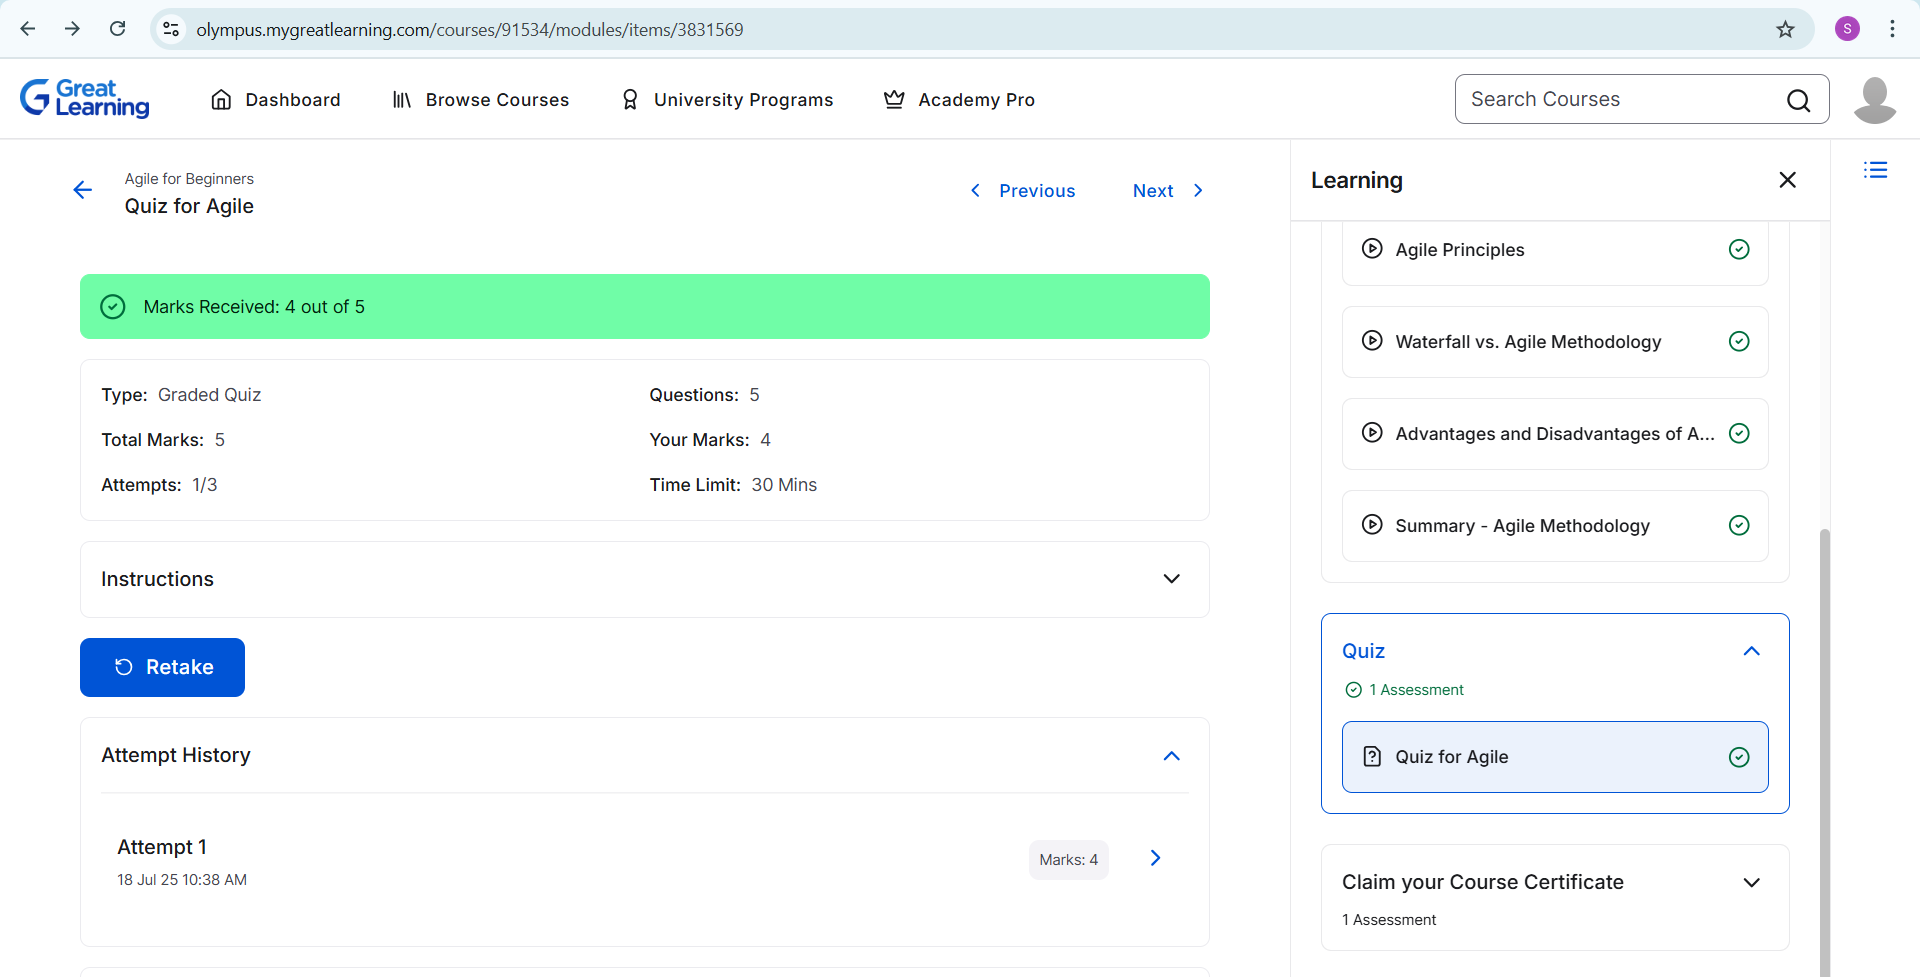 olympus.mygreatlearning.com/courses/91534/modules/items/3831569
S
Great
Learning
Dashboard
Browse Courses
University Programs
Academy Pro
Search Courses
Agile for Beginners
Quiz for Agile
Previous
Next
Marks Received: 4 out of 5
Type: Graded Quiz
Questions: 5
Total Marks: 5
Your Marks: 4
Attempts: 1/3
Time Limit: 30 Mins
Instructions
Retake
Attempt History
Attempt 1
18 Jul 25 10:38 AM
Marks: 4
Learning
Agile Principles
Waterfall vs. Agile Methodology
Advantages and Disadvantages of A...
Summary - Agile Methodology
Quiz
1 Assessment
Quiz for Agile
Claim your Course Certificate
1 Assessment